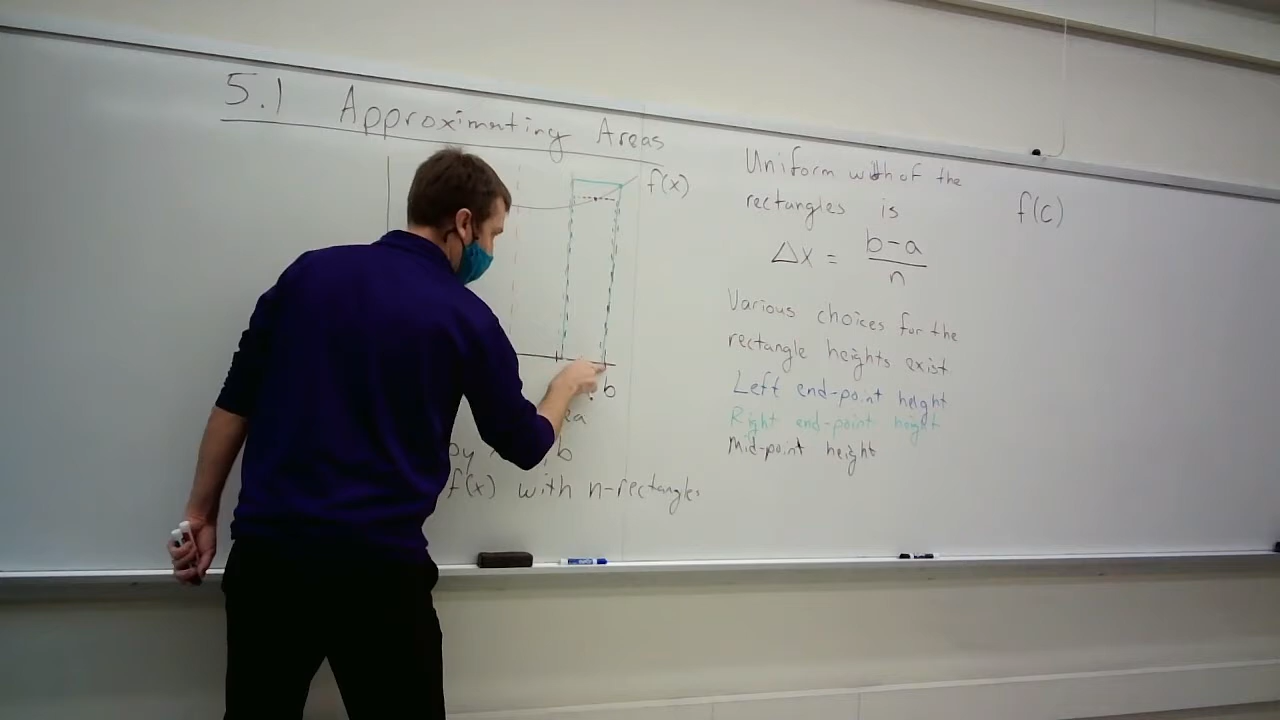 5.1 Approximating Areas
f(x)
b
by
b
f(x) with n-rectangles
Uniform width of the
rectangles is
Δx = b-a
n
Various choices for the
rectangle heights exist
Left end-point height
Right end-point height
Mid-point height
f(c)